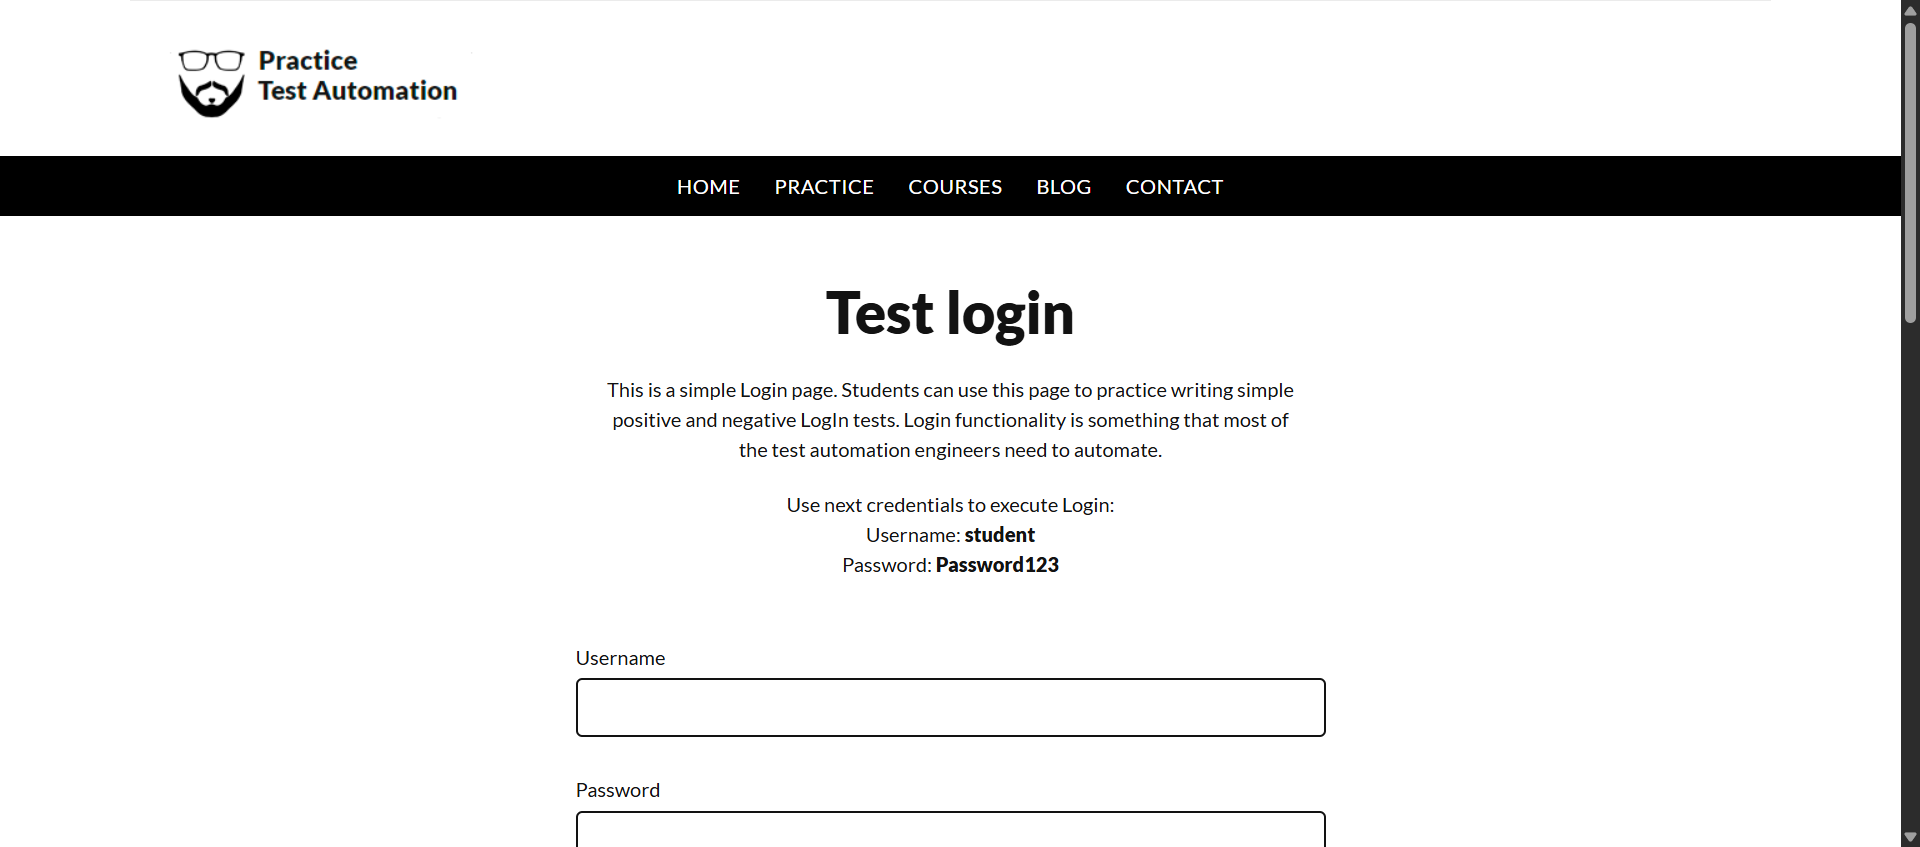 Practice
Test Automation
HOME PRACTICE COURSES BLOG CONTACT
Test login
This is a simple Login page. Students can use this page to practice writing simple
positive and negative LogIn tests. Login functionality is something that most of
the test automation engineers need to automate.
Use next credentials to execute Login:
Username: student
Password: Password123
Username
Password